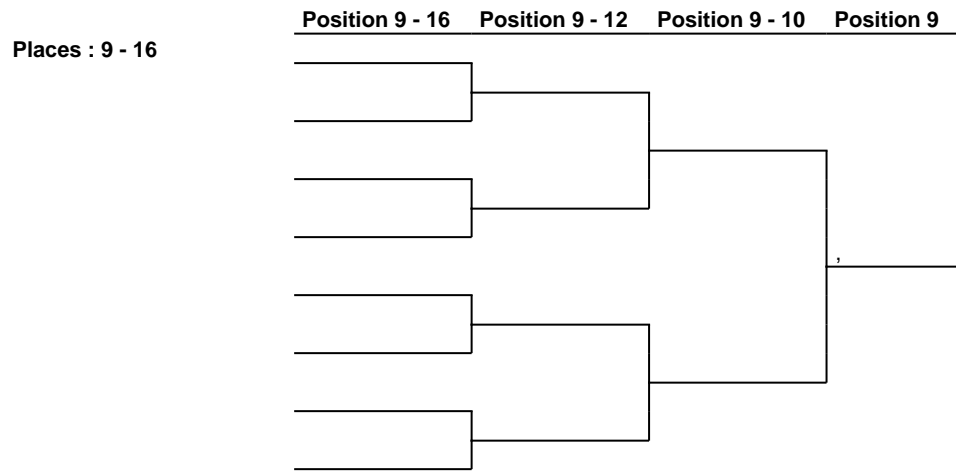 Position 9 - 16 Position 9 - 12 Position 9 - 10 Position 9
Places : 9 - 16
,